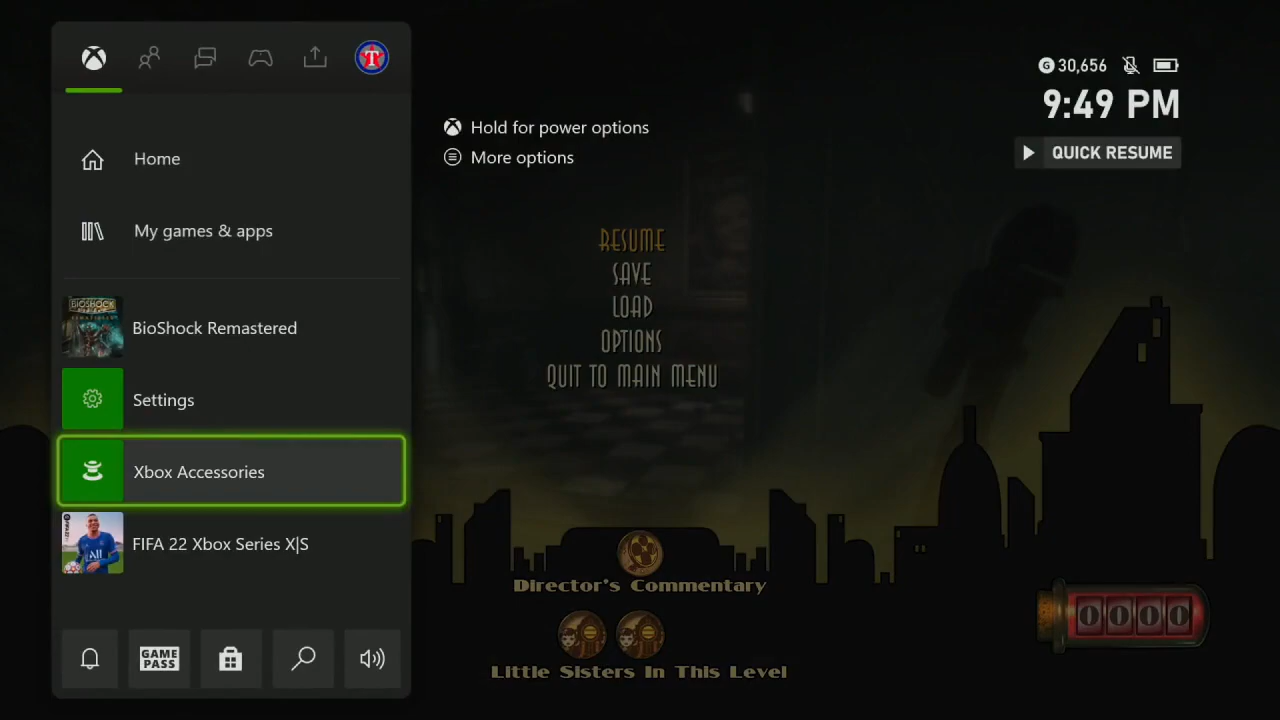 T
Home
My games & apps
BIOSHOCK
BioShock Remastered
Settings
Xbox Accessories
FIFA 22 Xbox Series X|S
GAME
PASS
Hold for power options
More options
G 30,656
9:49 PM
QUICK RESUME
RESUME
SAVE
LOAD
OPTIONS
QUIT TO MAIN MENU
Director's Commentary
Little Sisters In This Level
0000